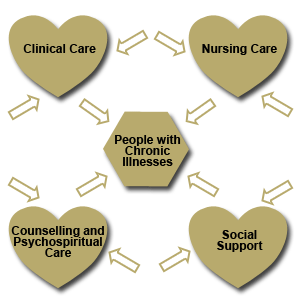 Clinical Care
Nursing Care
People with
Chronic
Illnesses
Counselling and
Psychospiritual
Care
Social
Support